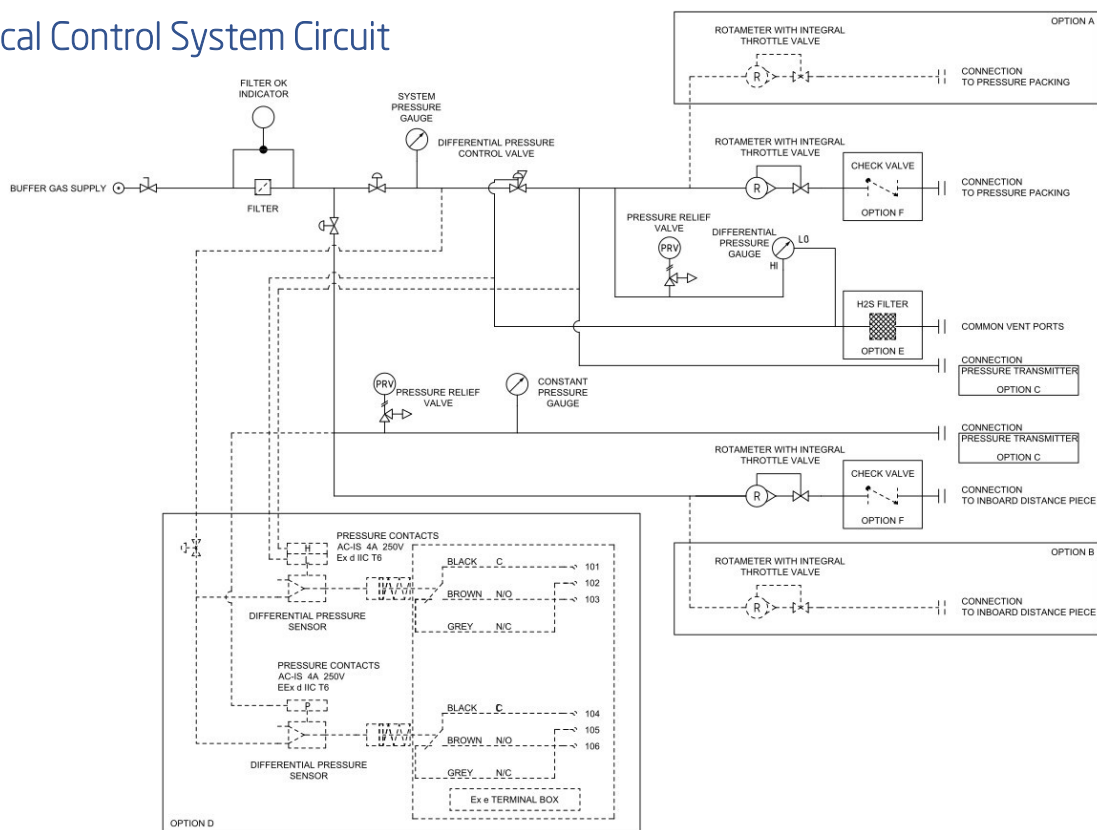 cal Control System Circuit
OPTION A
ROTAMETER WITH INTEGRAL
THROTTLE VALVE
R
CONNECTION
TO PRESSURE PACKING
FILTER OK
INDICATOR
SYSTEM
PRESSURE
GAUGE
DIFFERENTIAL PRESSURE
CONTROL VALVE
ROTAMETER WITH INTEGRAL
THROTTLE VALVE
CHECK VALVE
BUFFER GAS SUPPLY
R
CONNECTION
TO PRESSURE PACKING
FILTER
OPTION F
PRESSURE RELIEF
VALVE
PRV
DIFFERENTIAL
PRESSURE
GAUGE
LO
HI
H2S FILTER
COMMON VENT PORTS
OPTION E
CONNECTION
PRESSURE TRANSMITTER
OPTION C
PRV
PRESSURE RELIEF
VALVE
CONSTANT
PRESSURE
GAUGE
CONNECTION
PRESSURE TRANSMITTER
OPTION C
ROTAMETER WITH INTEGRAL
THROTTLE VALVE
CHECK VALVE
R
CONNECTION
TO INBOARD DISTANCE PIECE
OPTION F
OPTION B
ROTAMETER WITH INTEGRAL
THROTTLE VALVE
R
CONNECTION
TO INBOARD DISTANCE PIECE
PRESSURE CONTACTS
AC-IS 4A 250V
Ex d IIC T6
H
L
BLACK C
101
102
BROWN N/O
103
GREY N/C
DIFFERENTIAL PRESSURE
SENSOR
PRESSURE CONTACTS
AC-IS 4A 250V
EEx d IIC T6
P
BLACK C
104
105
BROWN N/O
106
GREY N/C
DIFFERENTIAL PRESSURE
SENSOR
Ex e TERMINAL BOX
OPTION D